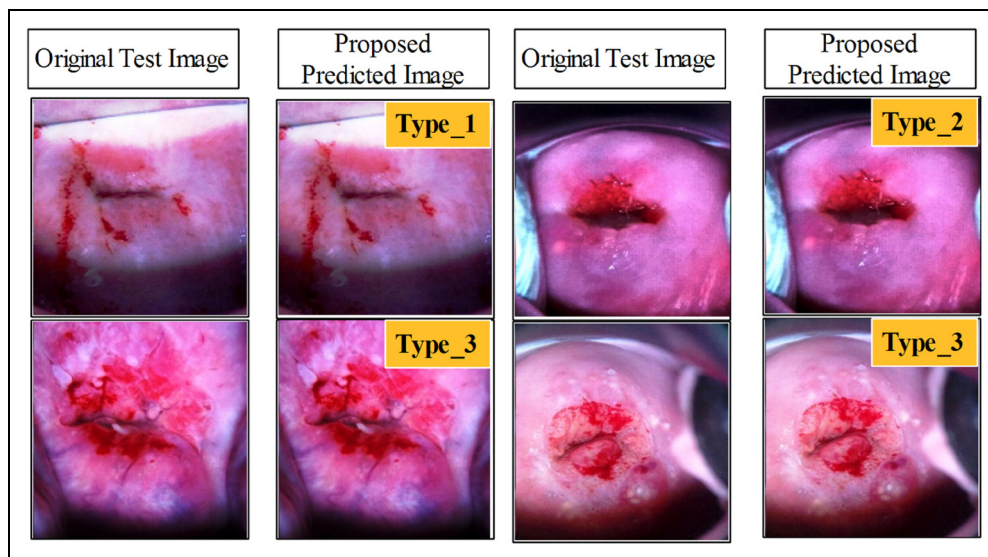 Original Test Image
Proposed
Predicted Image
Original Test Image
Proposed
Predicted Image
Type_1
Type_2
Type_3
Type_3